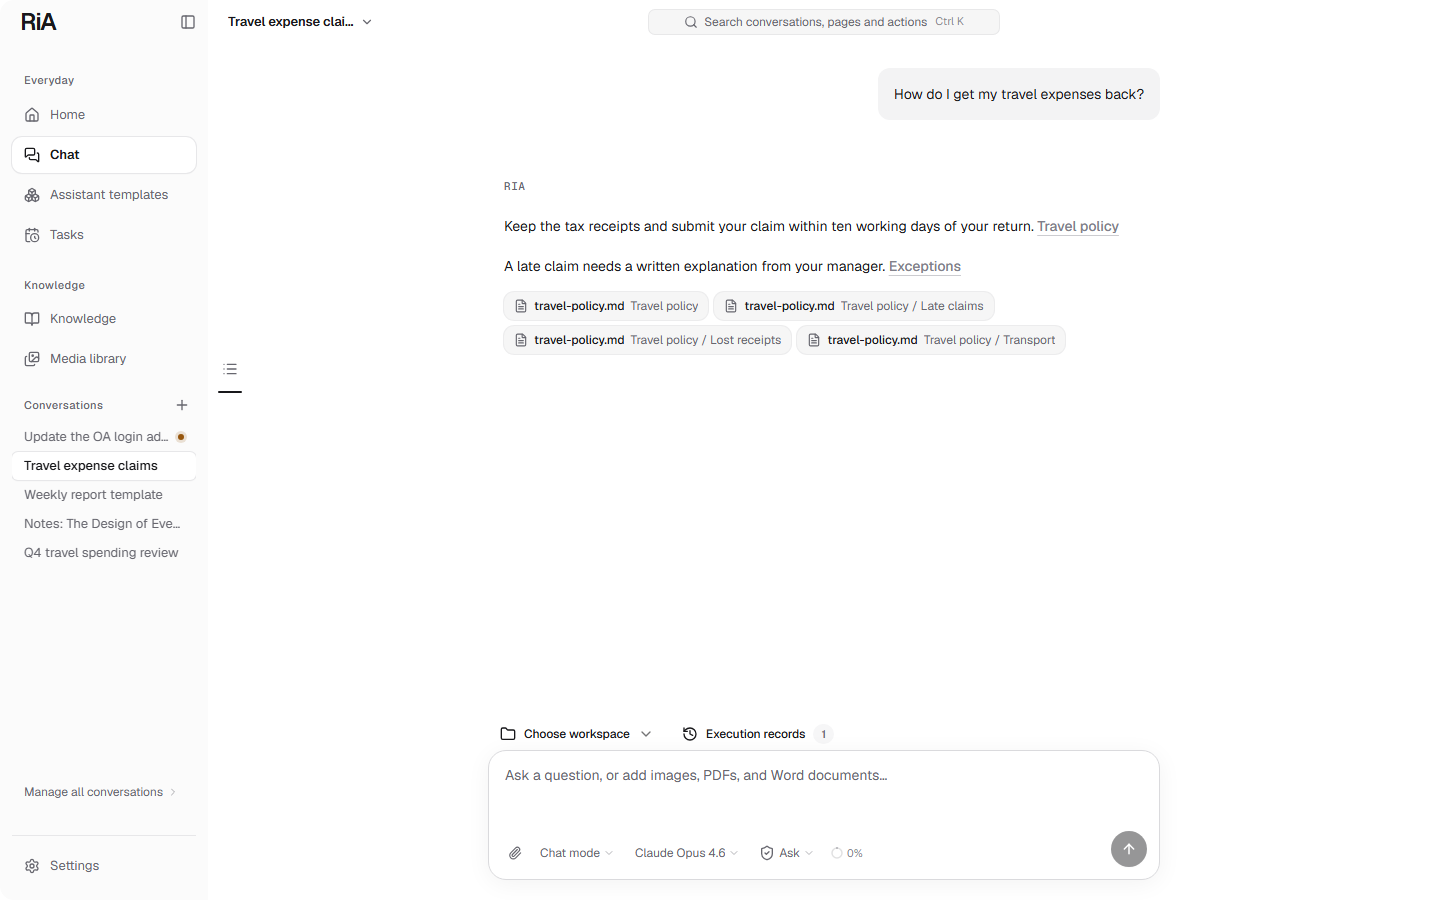 RiA
Everyday
Home
Chat
Assistant templates
Tasks
Knowledge
Knowledge
Media library
Conversations
Update the OA login ad...
Travel expense claims
Weekly report template
Notes: The Design of Eve...
Q4 travel spending review
Manage all conversations
Settings
Travel expense clai...
Search conversations, pages and actions Ctrl K
How do I get my travel expenses back?
RIA
Keep the tax receipts and submit your claim within ten working days of your return. Travel policy
A late claim needs a written explanation from your manager. Exceptions
travel-policy.md Travel policy travel-policy.md Travel policy / Late claims
travel-policy.md Travel policy / Lost receipts travel-policy.md Travel policy / Transport
Choose workspace Execution records 1
Ask a question, or add images, PDFs, and Word documents...
Chat mode Claude Opus 4.6 Ask 0%